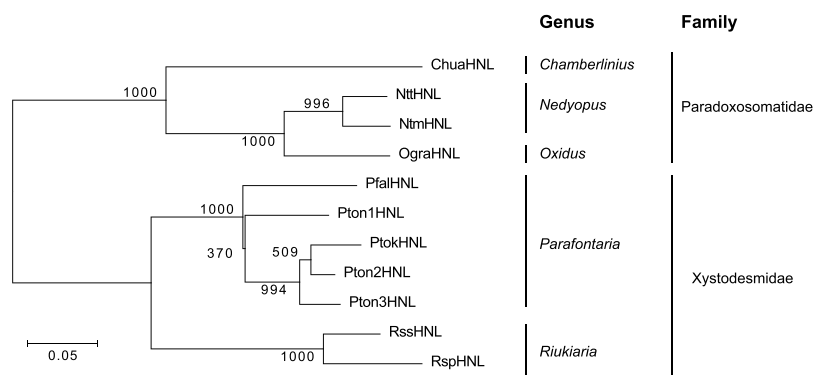 Genus Family
1000 ChuaHNL Chamberlinius
NttHNL
996 Nedyopus Paradoxosomatidae
NtmHNL
1000
OgraHNL Oxidus
PfalHNL
1000 Pton1HNL
370 509 PtokHNL Parafontaria
Pton2HNL
994 Xystodesmidae
Pton3HNL
RssHNL
0.05 1000 Riukiaria
RspHNL